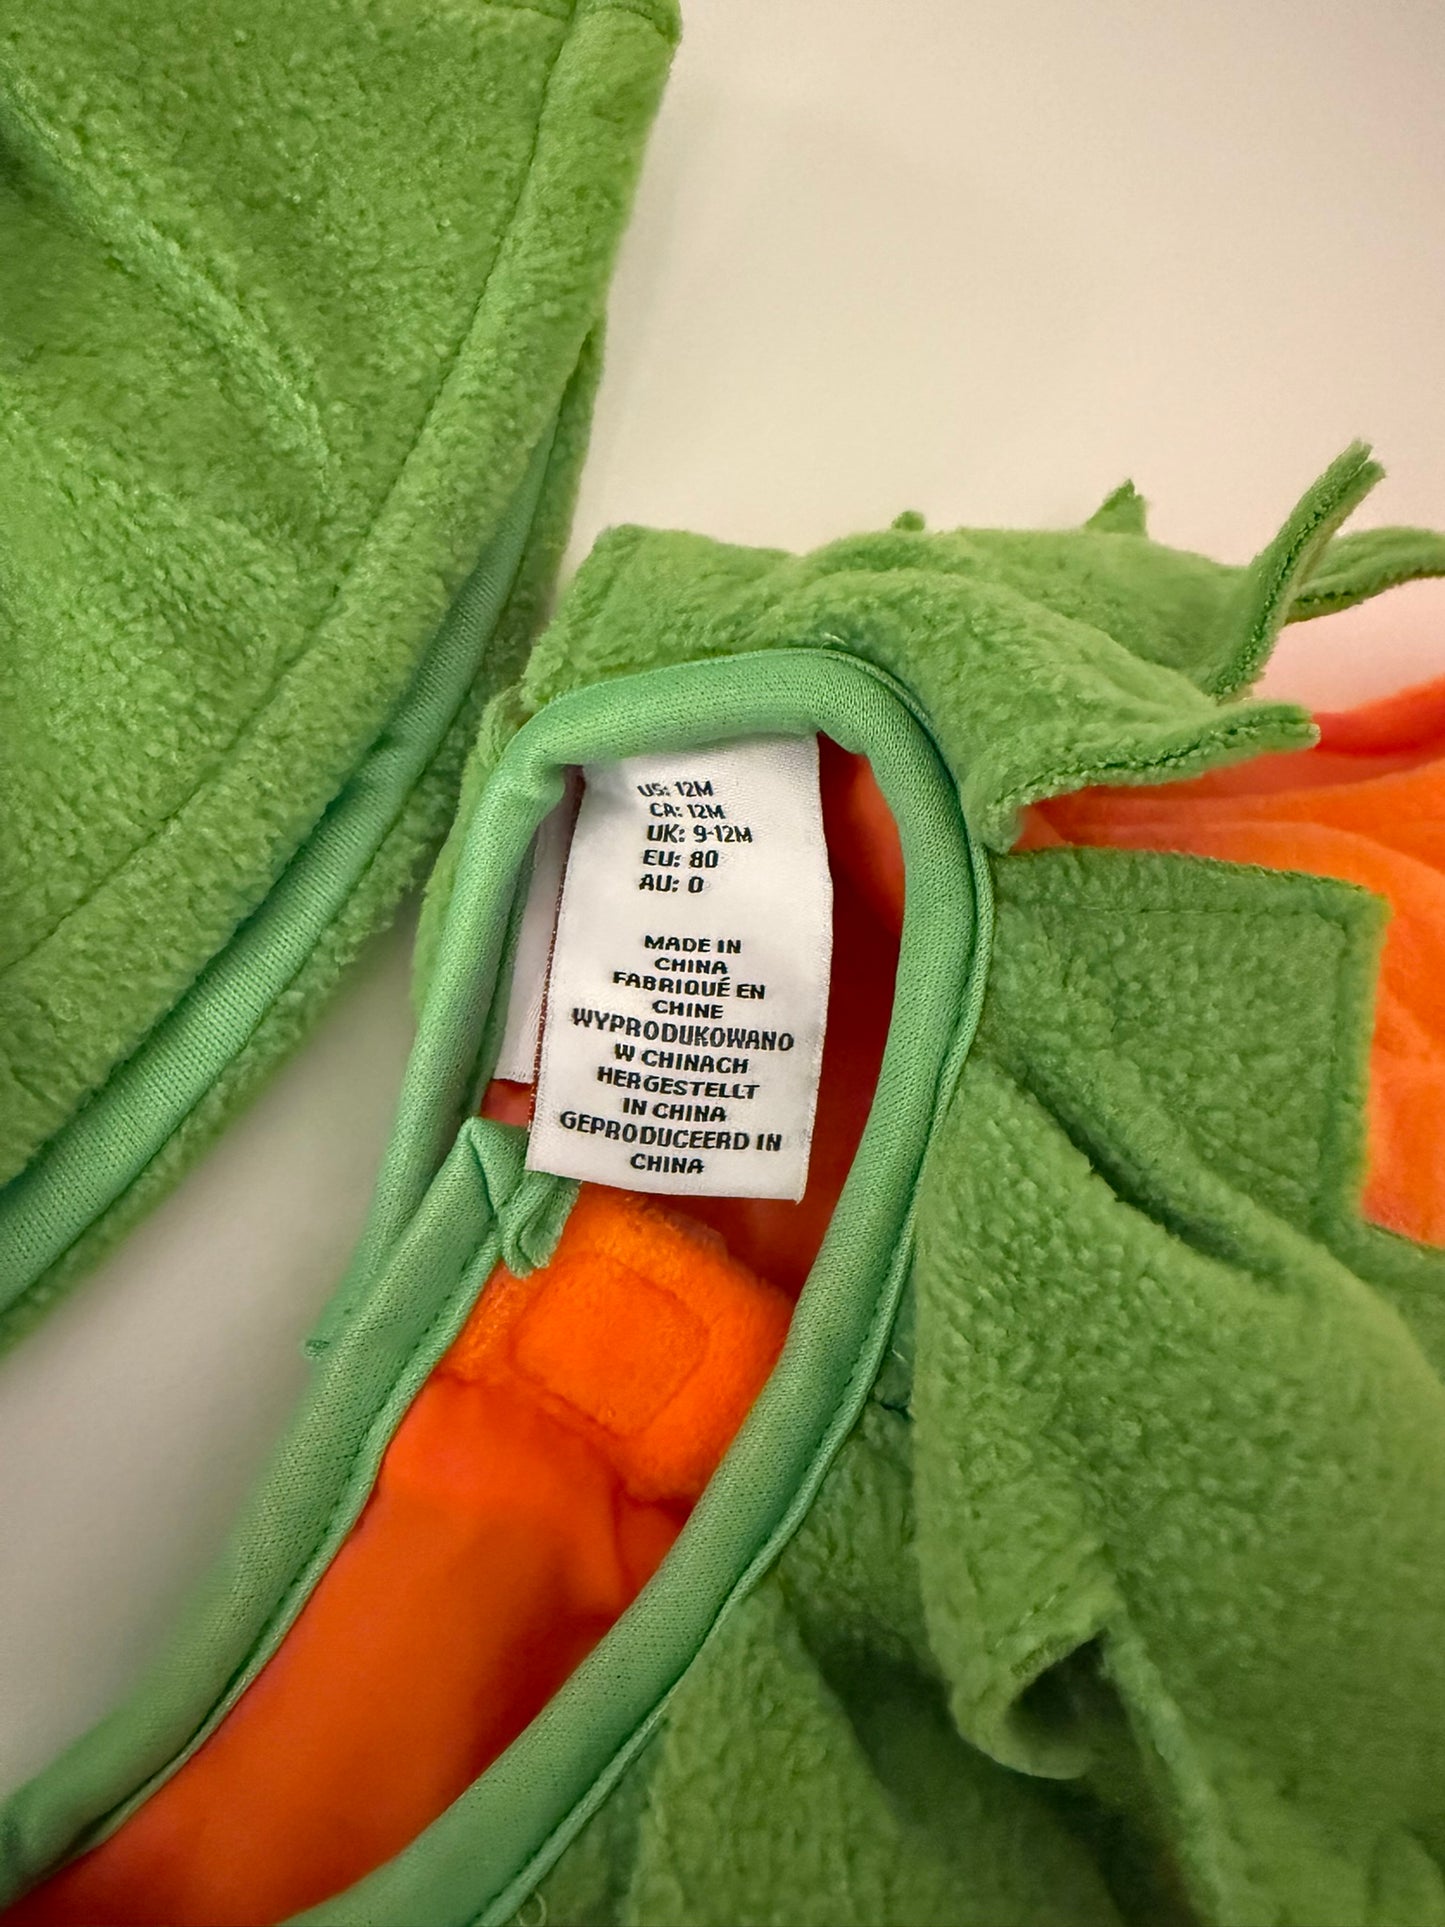 US: 12M
CA: 12M
UK: 9-12M
EU: 80
AU: 0
MADE IN
CHINA
FABRIQUÉ EN
CHINE
WYPRODUKOWANO
W CHINACH
HERGESTELLT
IN CHINA
GEPRODUCEERD IN
CHINA